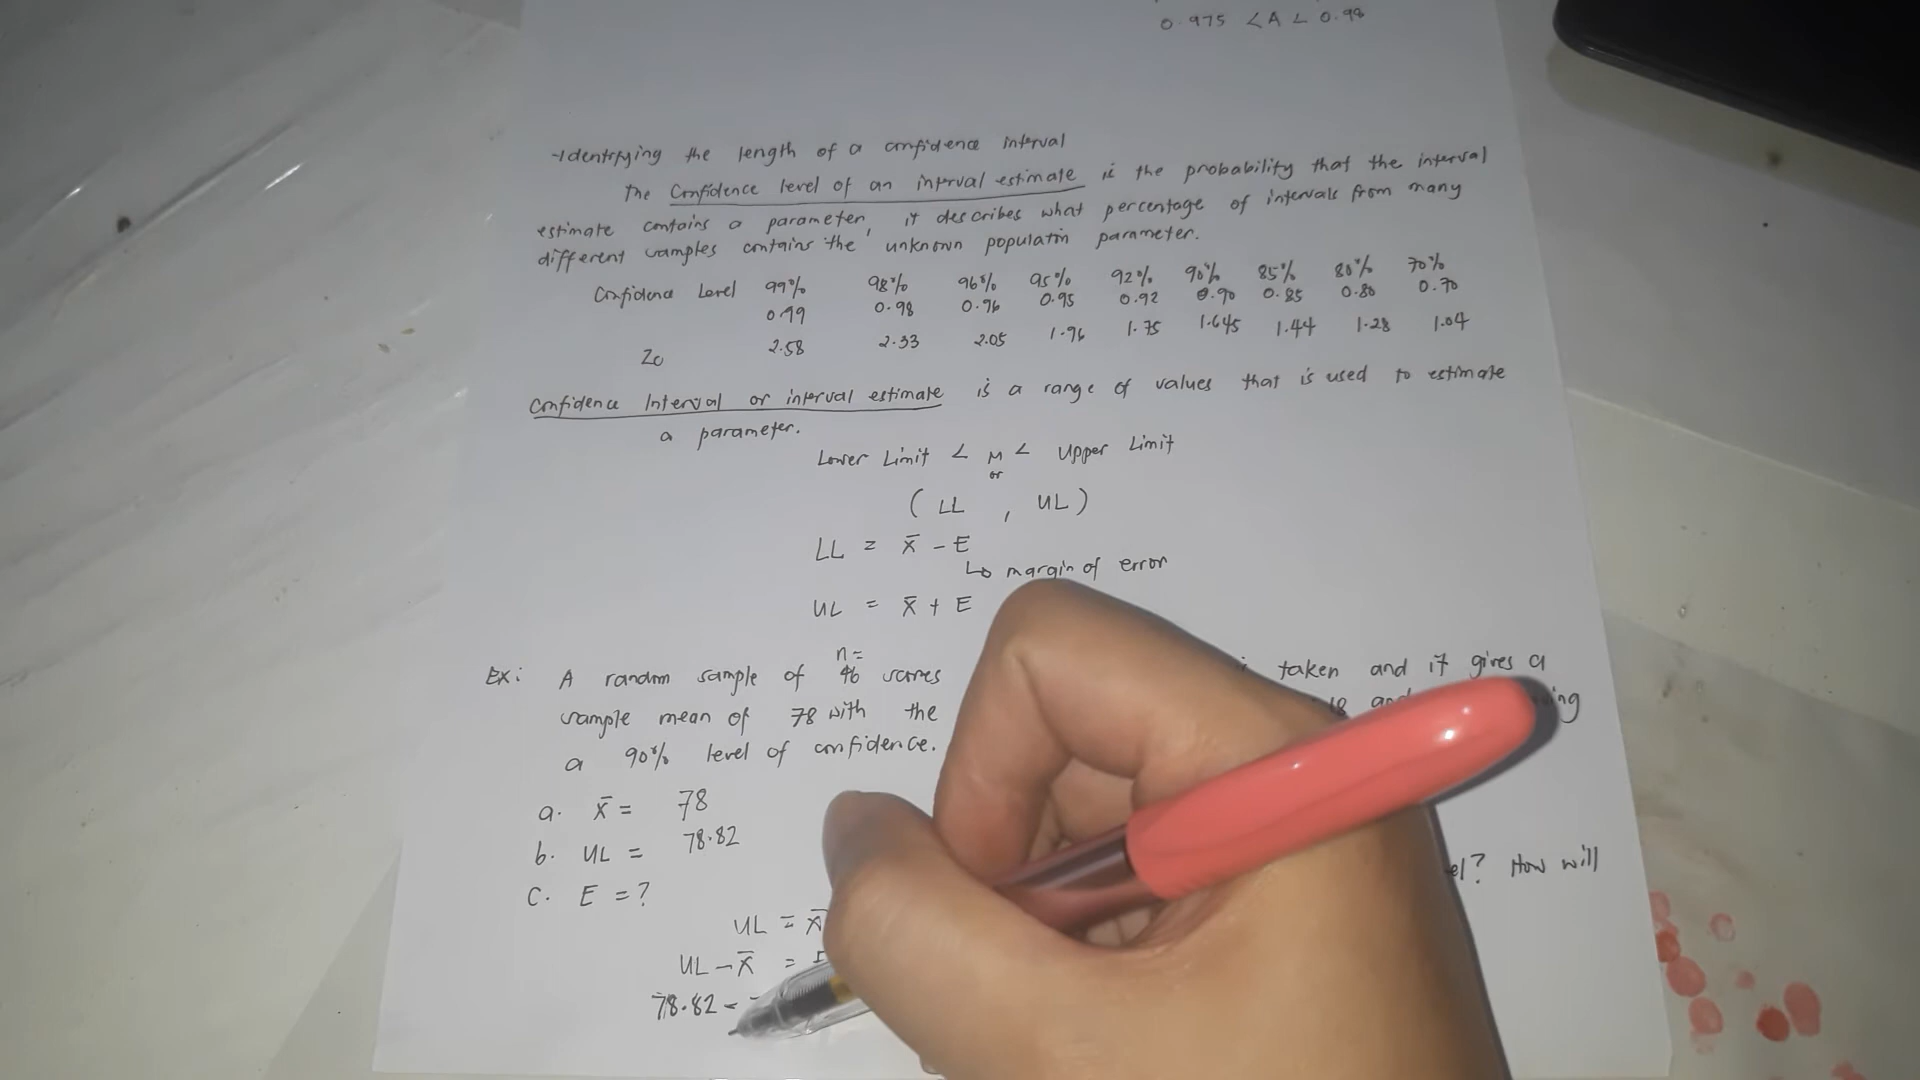 0.975 < A < 0.98
- Identifying the length of a confidence interval
The Confidence level of an interval estimate is the probability that the interval
estimate contains a parameter, it describes what percentage of intervals from many
different samples contains the unknown population parameter.
Confidence Level 99% 98% 96% 95% 92% 90% 85% 80% 70%
0.99 0.98 0.96 0.95 0.92 0.90 0.85 0.80 0.70
Zc 2.58 2.33 2.05 1.96 1.75 1.645 1.44 1.28 1.04
Confidence Interval or interval estimate is a range of values that is used to estimate
a parameter.
Lower Limit < M < Upper Limit
or
( LL , UL )
LL = x̄ - E
↳ margin of error
UL = x̄ + E
n =
Ex: A random sample of 46 scores taken and it gives a
sample mean of 78 with the
a 90% level of confidence.
a. x̄ = 78
b. UL = 78.82
c. E = ?
How will
UL = x̄
UL - x̄ =
78.82 -